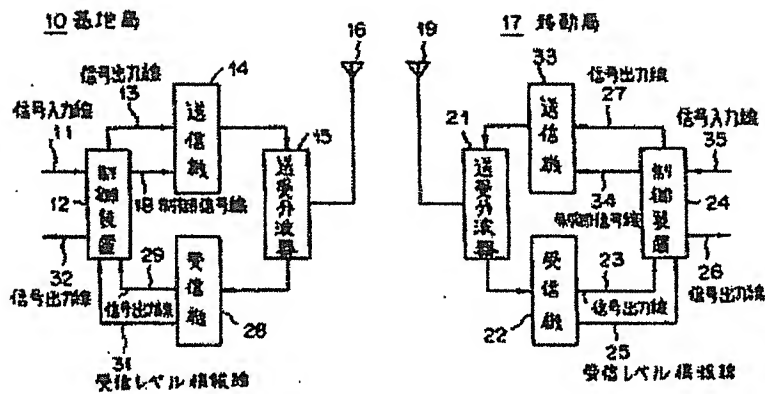 10 基地局
16
19
17 移動局
14
33
信号出力線
13
送信機
送信機
信号出力線
27
信号入力線
11
15
21
信号入力線
35
12
制御装置
18 制御信号線
送受分波器
送受分波器
34
制御信号線
制御装置
24
32
信号出力線
29
信号出力線
受信機
28
受信機
22
23
信号出力線
26
信号出力線
31
受信レベル情報線
25
受信レベル情報線